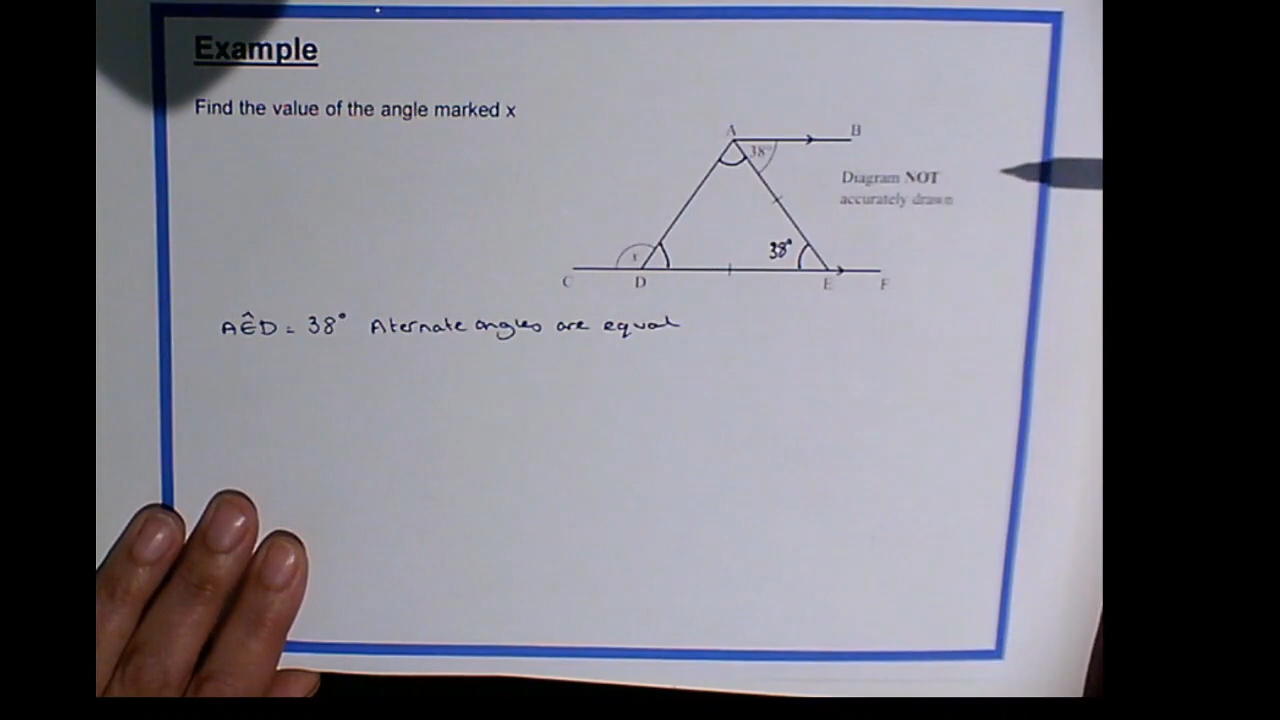 Example
Find the value of the angle marked x
A
B
38°
Diagram NOT
accurately drawn
38°
x
C
D
E
F
AÊD = 38° Aternate angles are equal